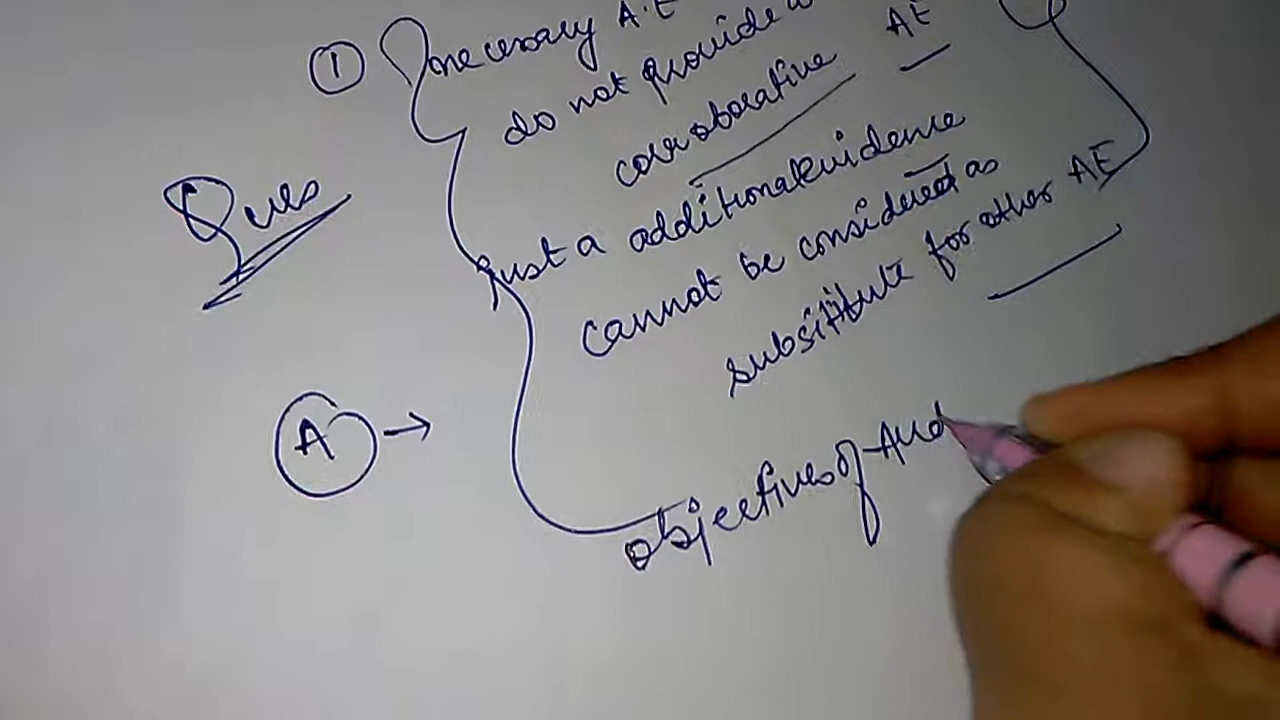 ① necessary A.E
do not provide
corroborative AE
Ques
just a additional evidence
cannot be considered as
substitute for other AE
A →
objectives of Aud